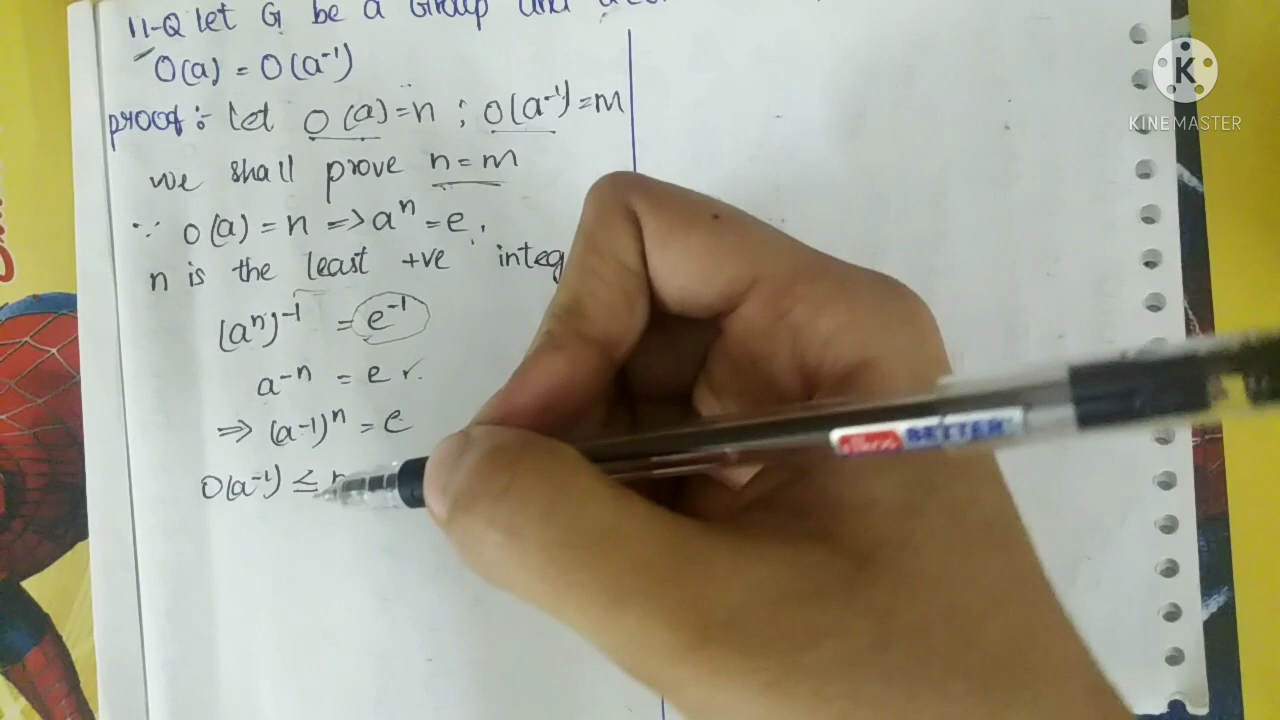 11-Q let G be a Group and
O(a) = O(a⁻¹)
proof :- let O(a) = n ; O(a⁻¹) = m
we shall prove n = m
∵ O(a) = n ⇒ aⁿ = e.
n is the least +ve integ
(aⁿ)⁻¹ = e⁻¹
a⁻ⁿ = e
⇒ (a-1)ⁿ = e
O(a⁻¹) ≤
K
KINEMASTER
BETTER